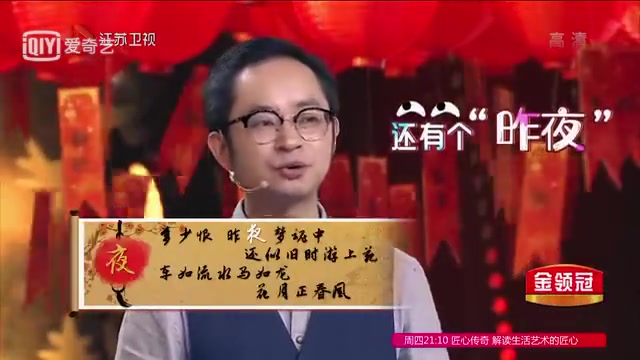 QIYI 爱奇艺
江苏卫视
高清
还有个“昨夜”
夜
多少恨 昨夜梦魂中
还似旧时游上苑
车如流水马如龙
花月正春风
金领冠
周四21:10 匠心传奇 解读生活艺术的匠心